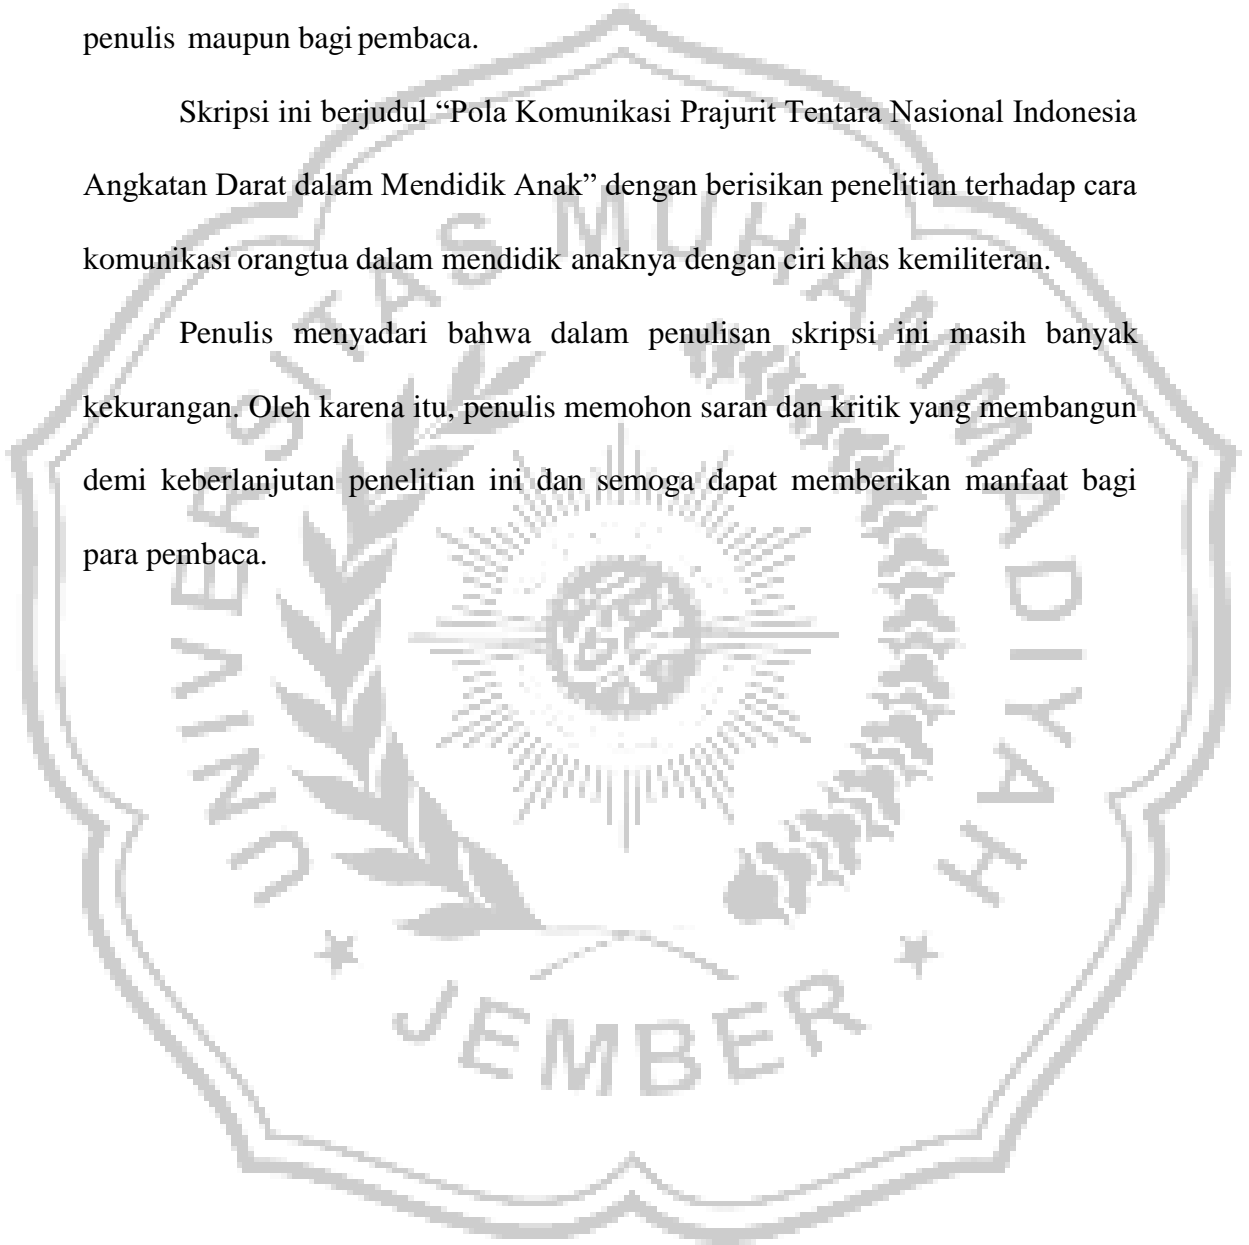 penulis maupun bagi pembaca.
Skripsi ini berjudul “Pola Komunikasi Prajurit Tentara Nasional Indonesia
Angkatan Darat dalam Mendidik Anak” dengan berisikan penelitian terhadap cara
komunikasi orangtua dalam mendidik anaknya dengan ciri khas kemiliteran.
Penulis menyadari bahwa dalam penulisan skripsi ini masih banyak
kekurangan. Oleh karena itu, penulis memohon saran dan kritik yang membangun
demi keberlanjutan penelitian ini dan semoga dapat memberikan manfaat bagi
para pembaca.
UNIVERSITAS MUHAMMADIYAH
JEMBER